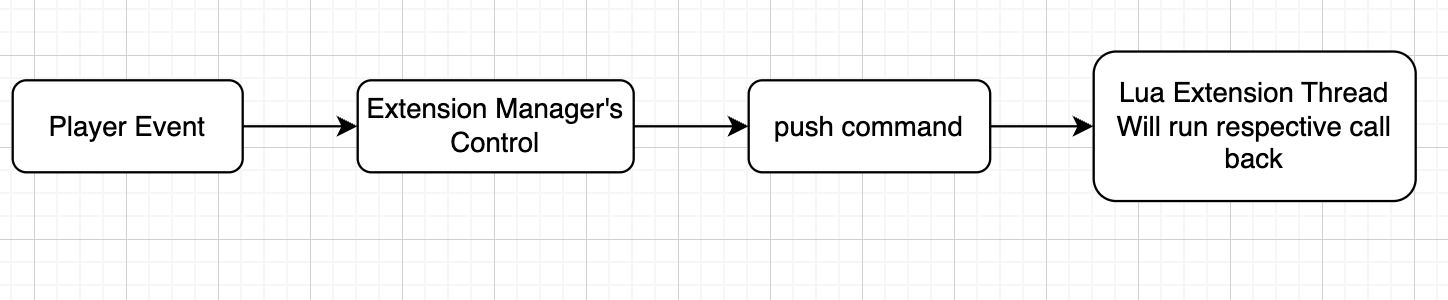 Player Event
Extension Manager's
Control
push command
Lua Extension Thread
Will run respective call
back